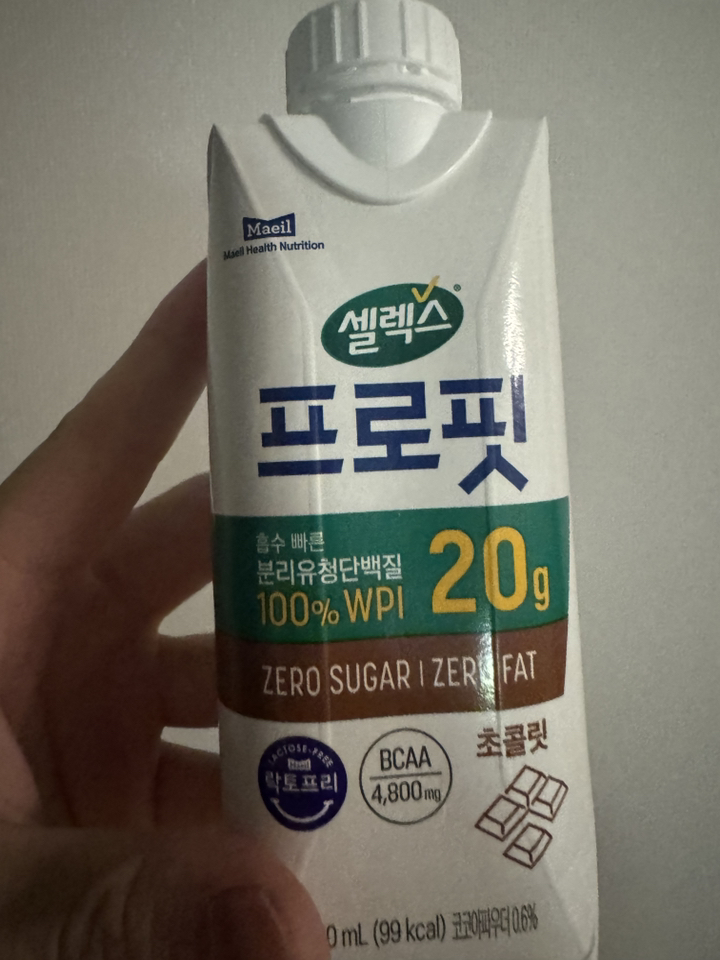 Maeil
Maeil Health Nutrition
셀렉스®
프로핏
흡수 빠른
분리유청단백질
100% WPI
20g
ZERO SUGAR | ZERO FAT
LACTOSE-FREE
Maeil
락토프리
BCAA
4,800mg
초콜릿
0 mL (99 kcal) 코코아파우더 0.6%